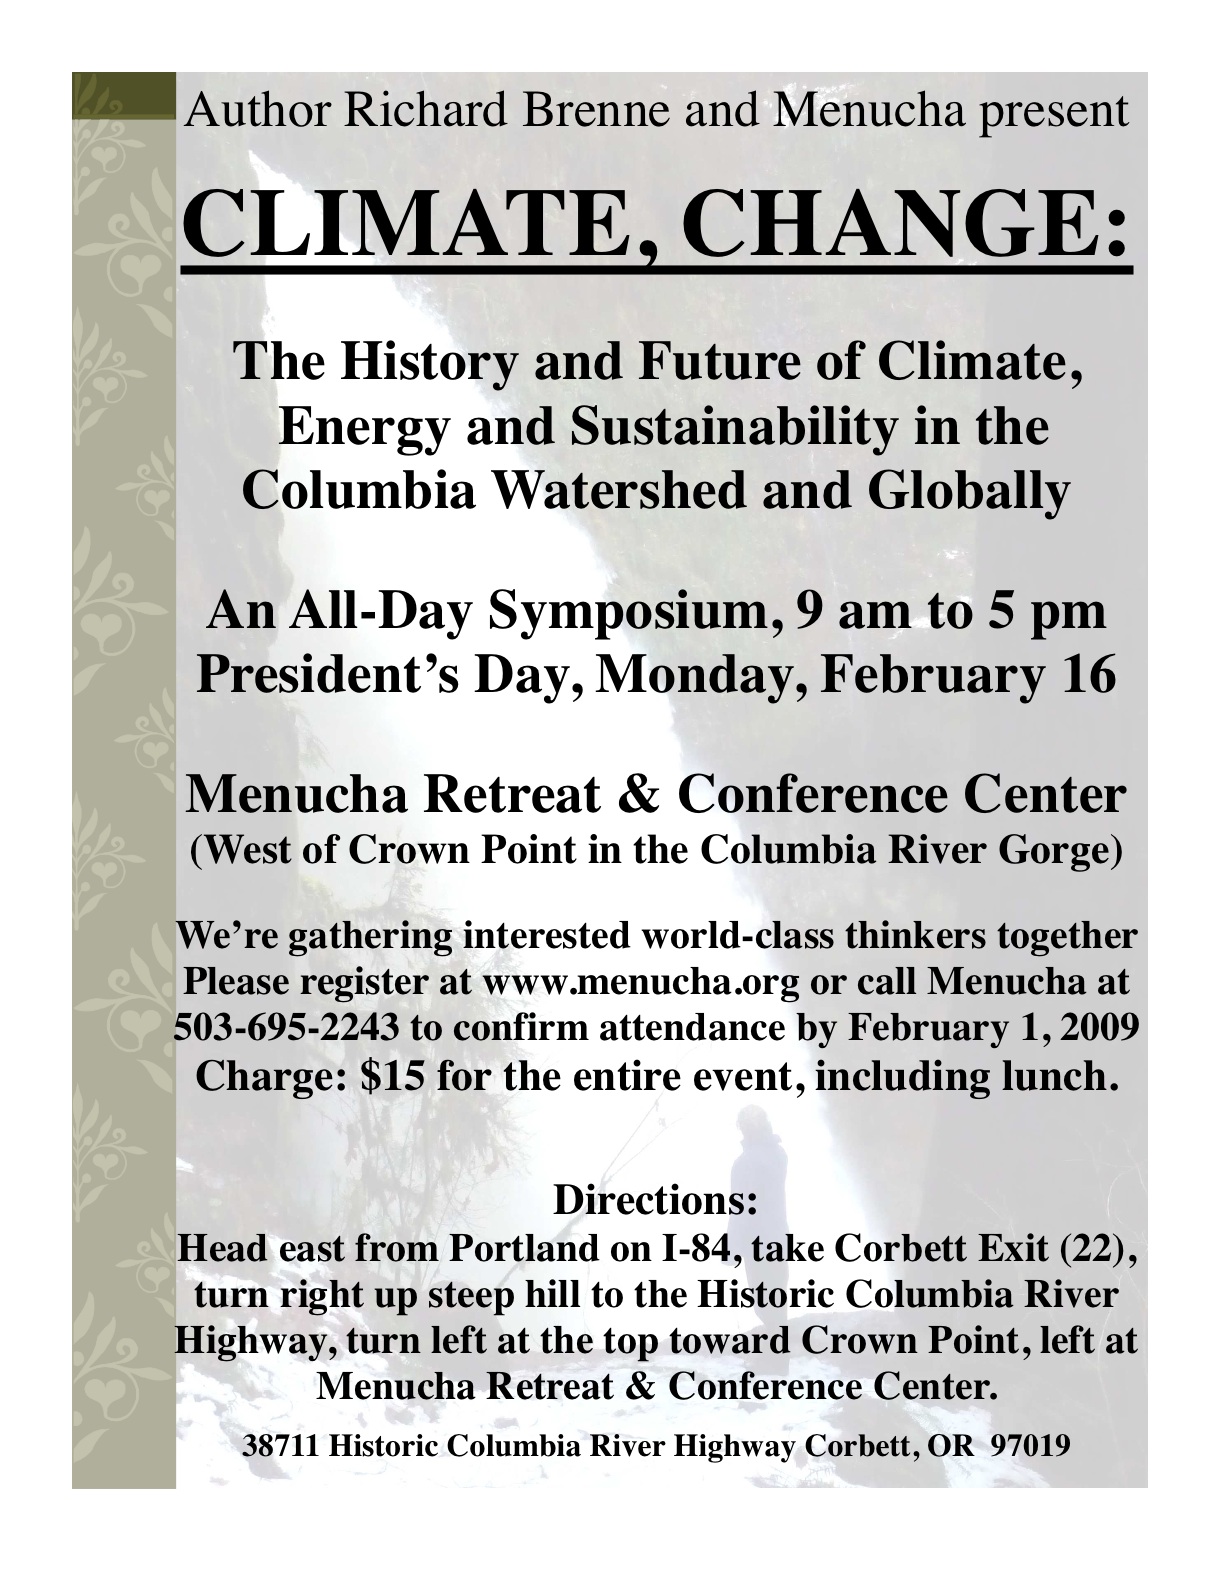 Author Richard Brenne and Menucha present
CLIMATE, CHANGE:
The History and Future of Climate,
Energy and Sustainability in the
Columbia Watershed and Globally
An All-Day Symposium, 9 am to 5 pm
President’s Day, Monday, February 16
Menucha Retreat & Conference Center
(West of Crown Point in the Columbia River Gorge)
We’re gathering interested world-class thinkers together
Please register at www.menucha.org or call Menucha at
503-695-2243 to confirm attendance by February 1, 2009
Charge: $15 for the entire event, including lunch.
Directions:
Head east from Portland on I-84, take Corbett Exit (22),
turn right up steep hill to the Historic Columbia River
Highway, turn left at the top toward Crown Point, left at
Menucha Retreat & Conference Center.
38711 Historic Columbia River Highway Corbett, OR  97019